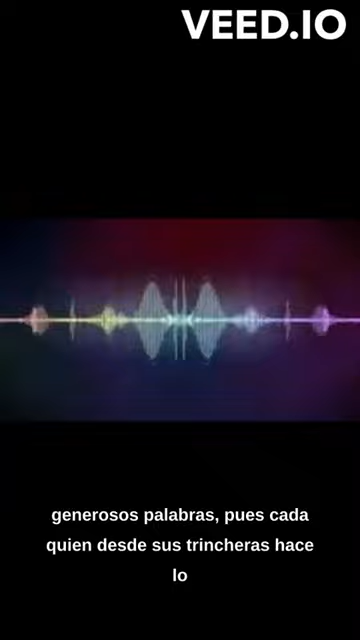 VEED.IO
generosos palabras, pues cada
quien desde sus trincheras hace
lo